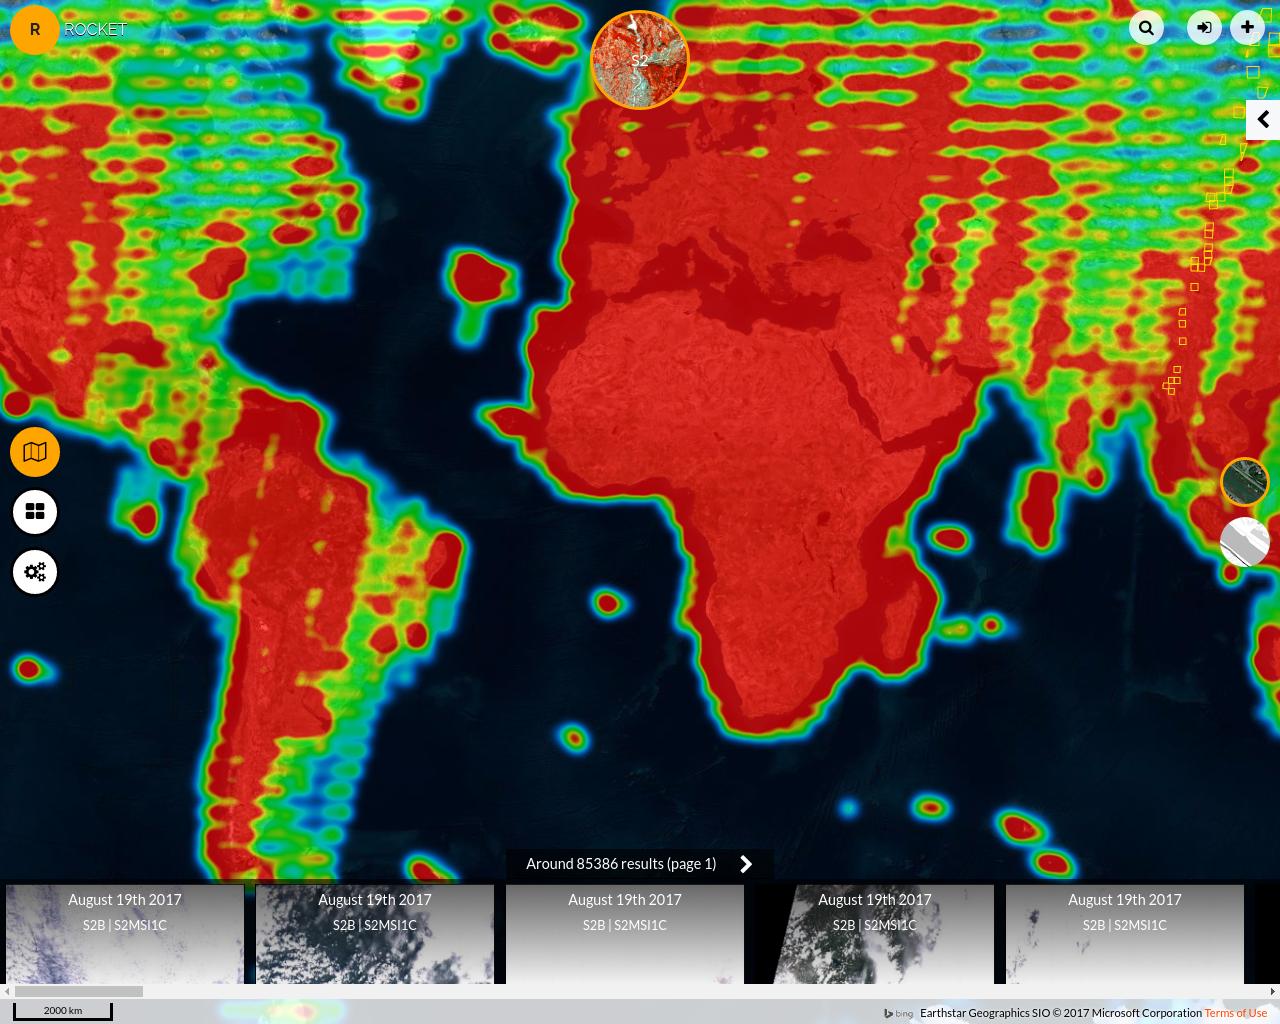 R ROCKET
S2
Around 85386 results (page 1)
August 19th 2017
S2B | S2MSI1C
August 19th 2017
S2B | S2MSI1C
August 19th 2017
S2B | S2MSI1C
August 19th 2017
S2B | S2MSI1C
August 19th 2017
S2B | S2MSI1C
2000 km
bing Earthstar Geographics SIO © 2017 Microsoft Corporation Terms of Use